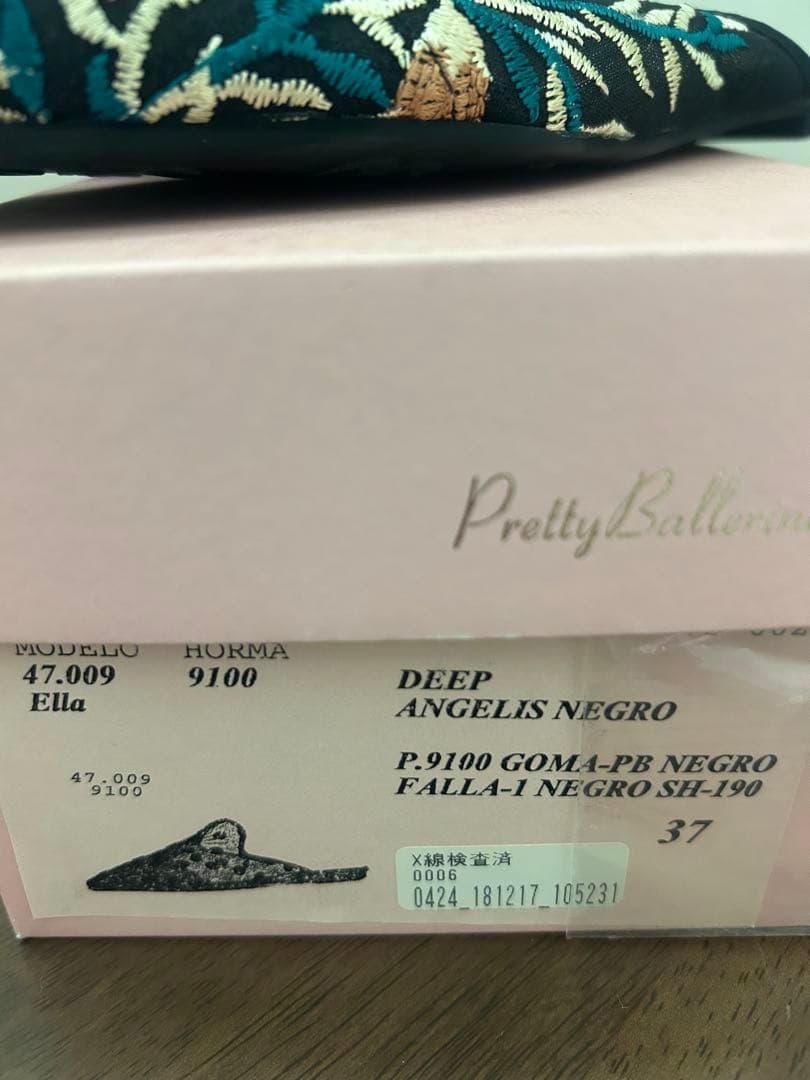 Pretty Ballerin
MODELO HORMA
47.009 9100 DEEP
Ella ANGELIS NEGRO
P.9100 GOMA-PB NEGRO
FALLA-1 NEGRO SH-190
47.009
9100
37
X線検査済
0006
0424_181217_105231